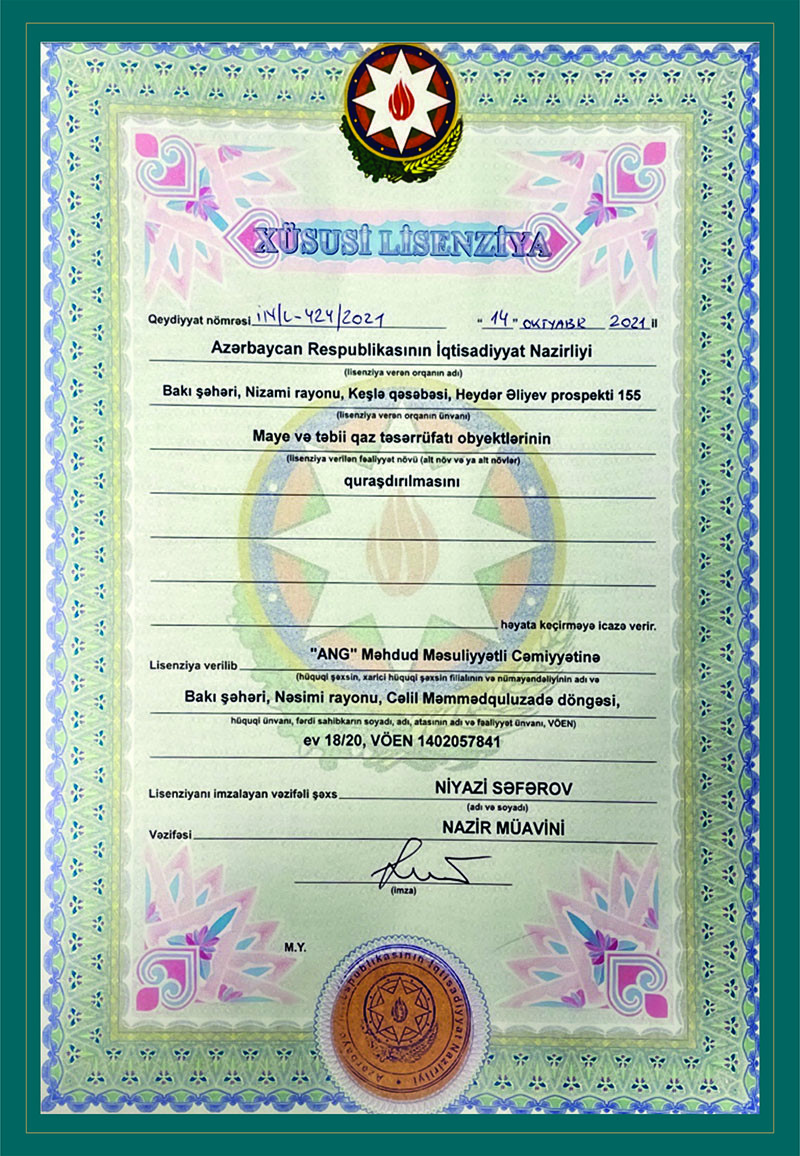 XÜSUSİ LİSENZİYA
Qeydiyyat nömrəsi İN/L-424/2021 "14" OKTYABR 2021 il
Azərbaycan Respublikasının İqtisadiyyat Nazirliyi
(lisenziya verən orqanın adı)
Bakı şəhəri, Nizami rayonu, Keşlə qəsəbəsi, Heydər Əliyev prospekti 155
(lisenziya verən orqanın ünvanı)
Maye və təbii qaz təsərrüfatı obyektlərinin
(lisenziya verilən fəaliyyət növü (alt növ və ya alt növlər)
quraşdırılmasını
həyata keçirməyə icazə verir.
Lisenziya verilib "ANG" Məhdud Məsuliyyətli Cəmiyyətinə
(hüquqi şəxsin, xarici hüquqi şəxsin filialının və nümayəndəliyinin adı və
Bakı şəhəri, Nəsimi rayonu, Cəlil Məmmədquluzadə döngəsi,
hüquqi ünvanı, fərdi sahibkarın soyadı, adı, atasının adı və fəaliyyət ünvanı, VÖEN)
ev 18/20, VÖEN 1402057841
Lisenziyanı imzalayan vəzifəli şəxs NİYAZİ SƏFƏROV
(adı və soyadı)
Vəzifəsi NAZİR MÜAVİNİ
(imza)
M.Y.
Azərbaycan Respublikasının İqtisadiyyat Nazirliyi